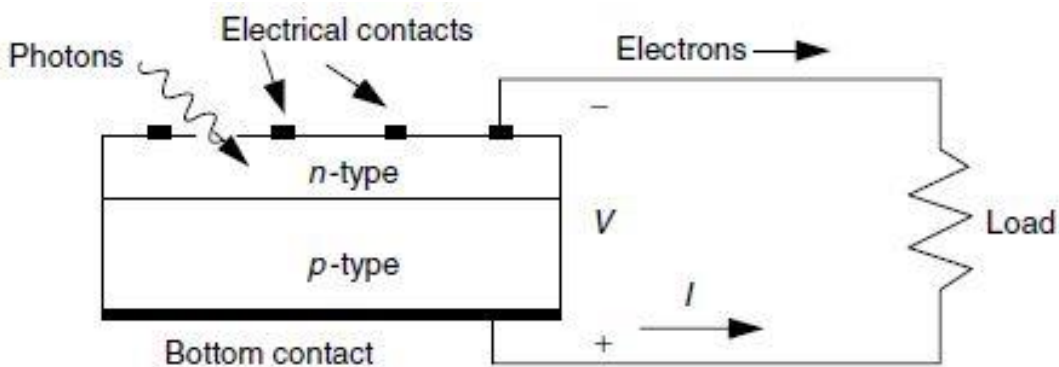 Electrical contacts
Photons
Electrons
−
n-type
V
Load
p-type
I
+
Bottom contact